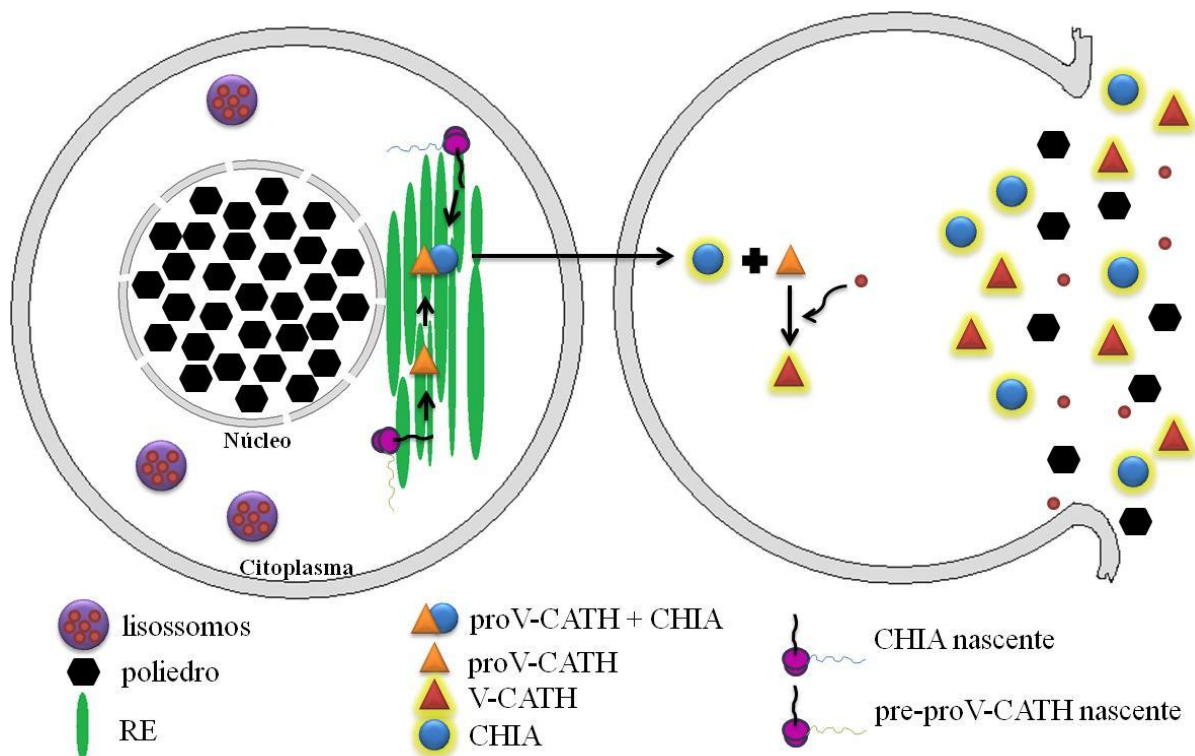 Núcleo
Citoplasma
lisossomos
poliedro
RE
proV-CATH + CHIA
proV-CATH
V-CATH
CHIA
CHIA nascente
pre-proV-CATH nascente